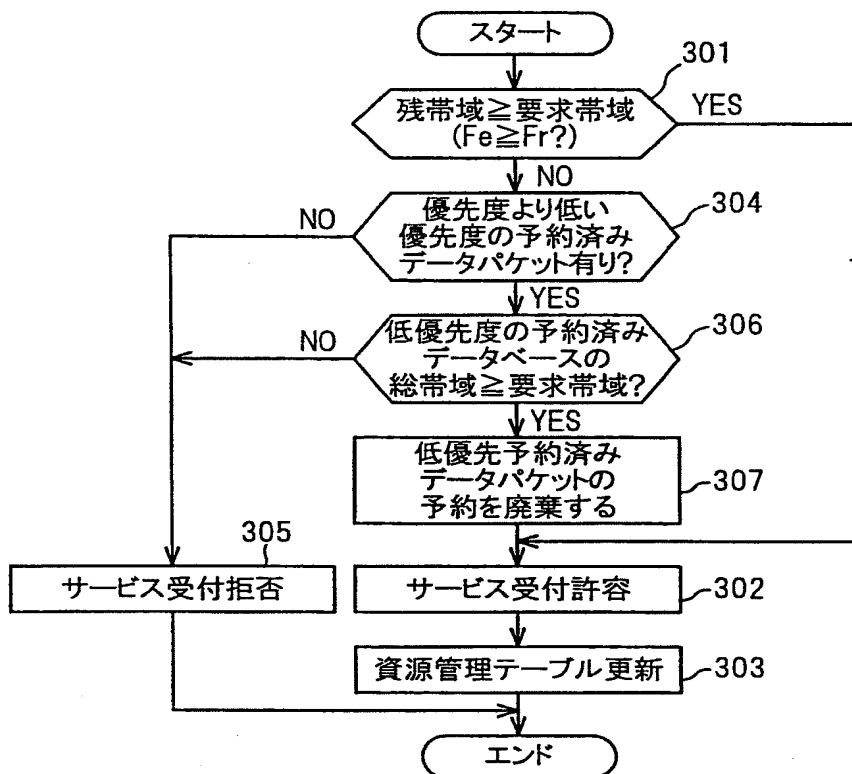 スタート
301
残帯域≧要求帯域
(Fe≧Fr?)
YES
NO
304
優先度より低い
優先度の予約済み
データパケット有り?
NO
YES
306
低優先度の予約済み
データベースの
総帯域≧要求帯域?
NO
YES
低優先予約済み
データパケットの
予約を廃棄する
307
305
サービス受付拒否
サービス受付許容
302
資源管理テーブル更新
303
エンド